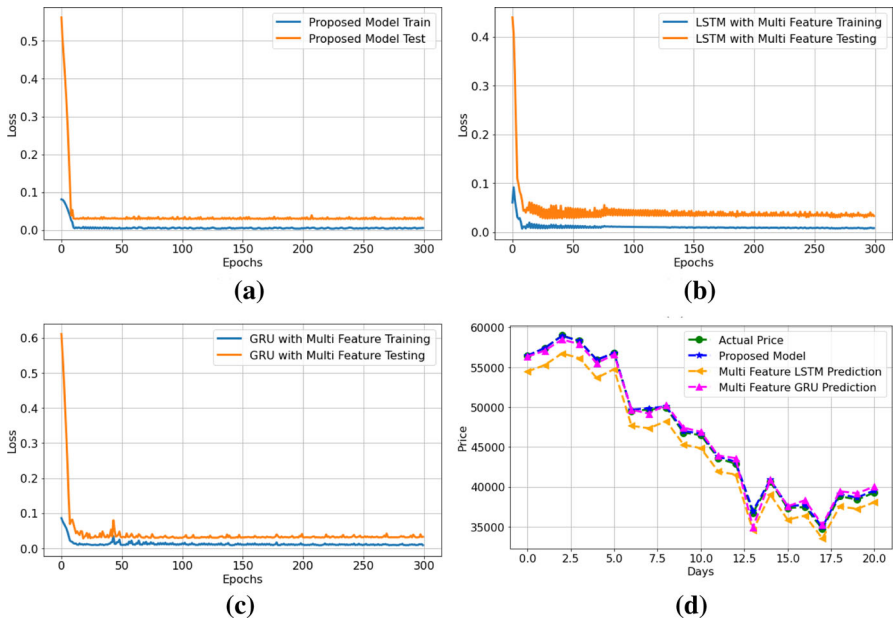 Proposed Model Train
Proposed Model Test
Loss
0.5
0.4
0.3
0.2
0.1
0.0
0 50 100 150 200 250 300
Epochs
(a)
LSTM with Multi Feature Training
LSTM with Multi Feature Testing
Loss
0.4
0.3
0.2
0.1
0.0
0 50 100 150 200 250 300
Epochs
(b)
GRU with Multi Feature Training
GRU with Multi Feature Testing
Loss
0.6
0.5
0.4
0.3
0.2
0.1
0.0
0 50 100 150 200 250 300
Epochs
(c)
Actual Price
Proposed Model
Multi Feature LSTM Prediction
Multi Feature GRU Prediction
Price
60000
55000
50000
45000
40000
35000
0.0 2.5 5.0 7.5 10.0 12.5 15.0 17.5 20.0
Days
(d)